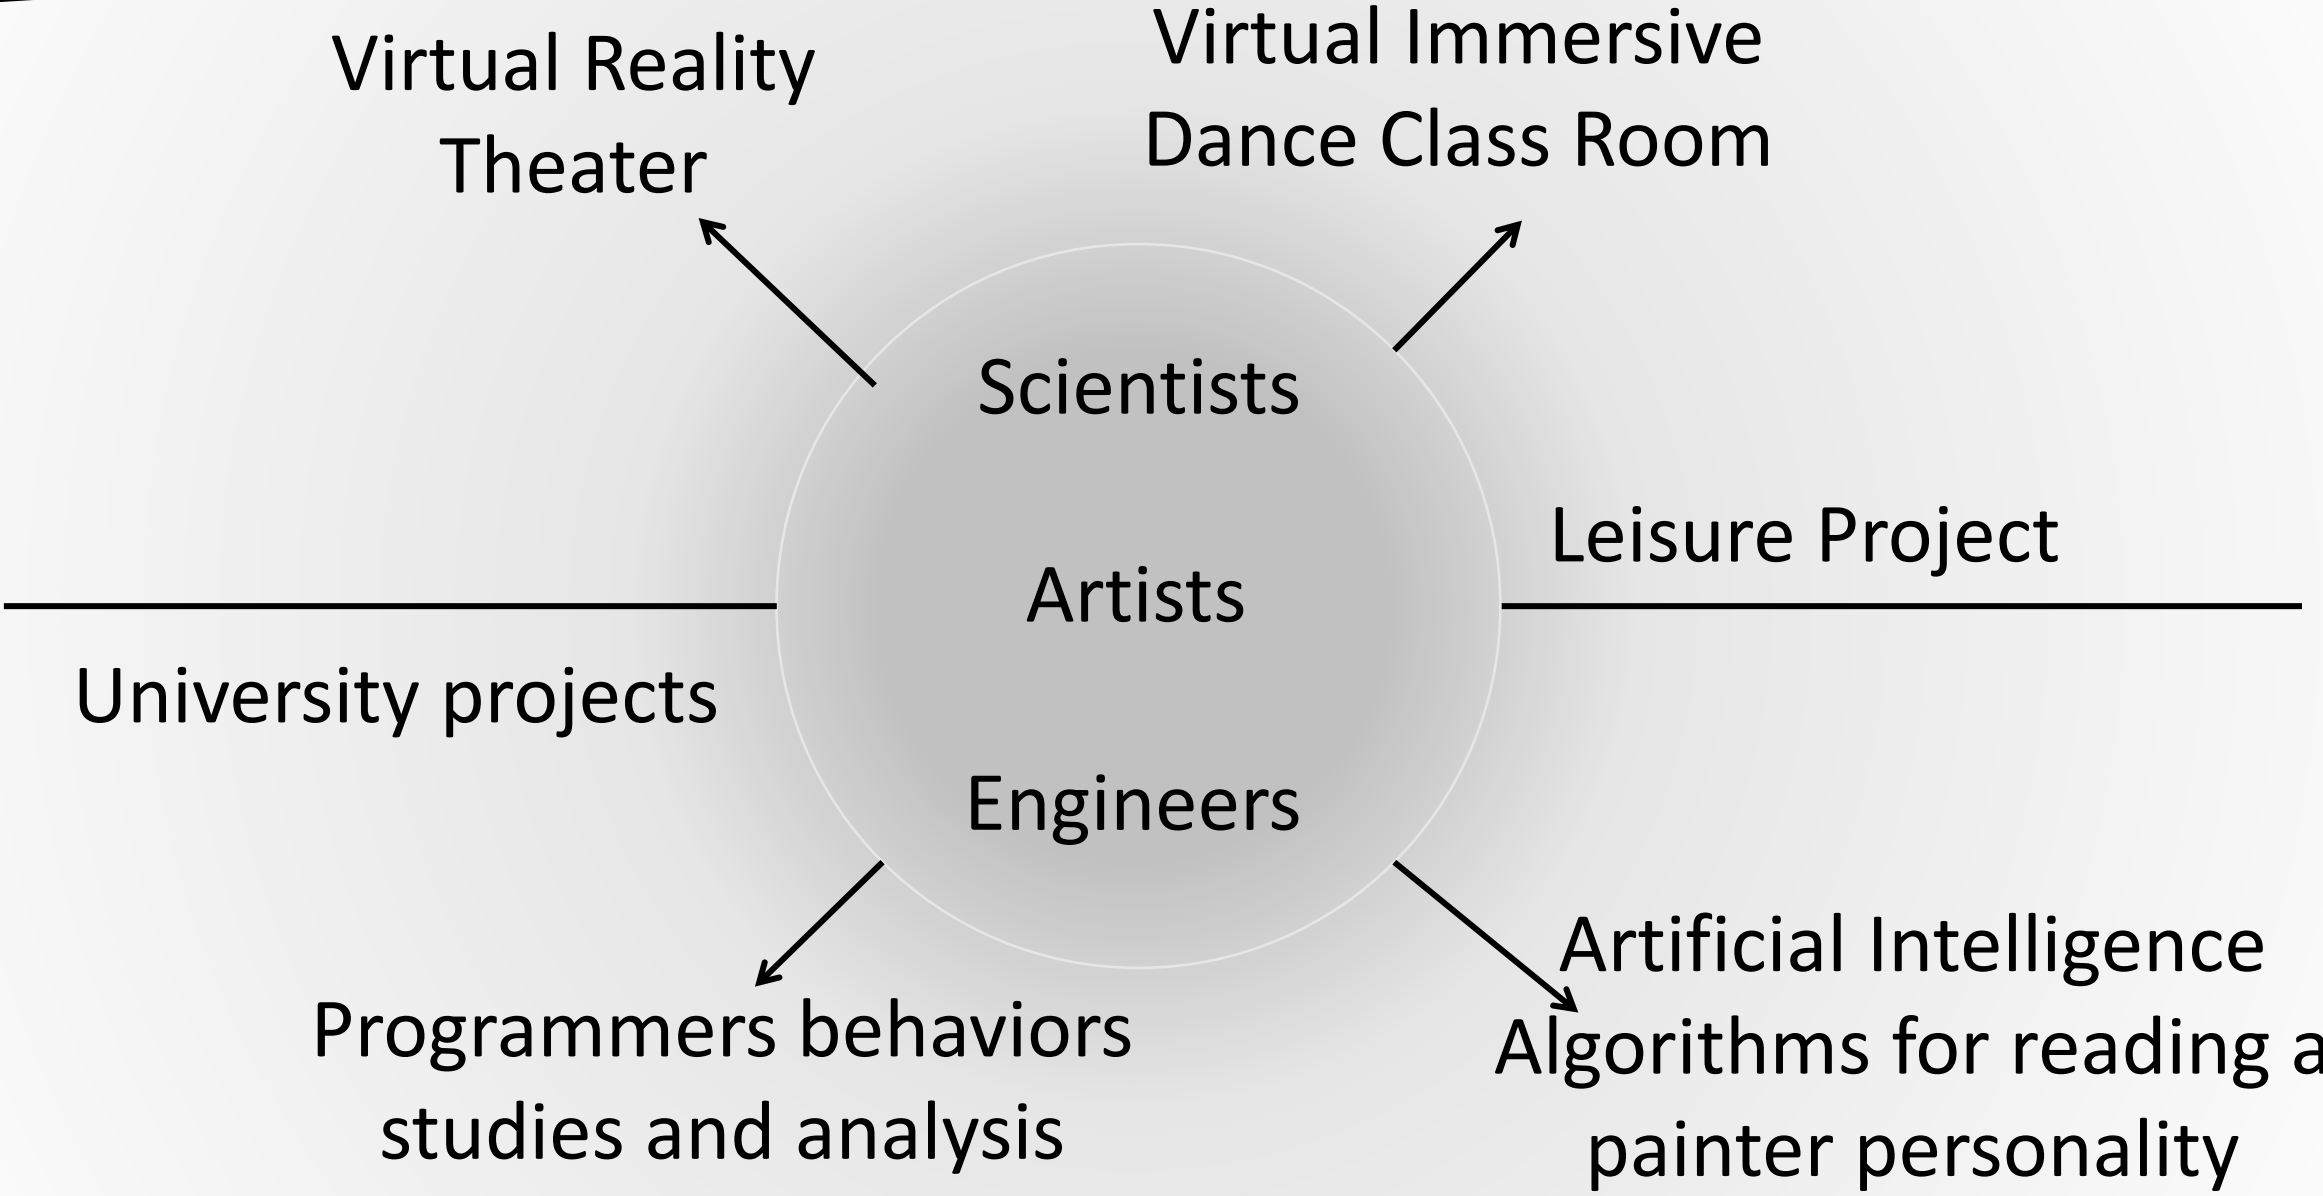 Virtual Reality
Theater
Virtual Immersive
Dance Class Room
Scientists
Artists
Engineers
Leisure Project
University projects
Programmers behaviors
studies and analysis
Artificial Intelligence
Algorithms for reading a
painter personality